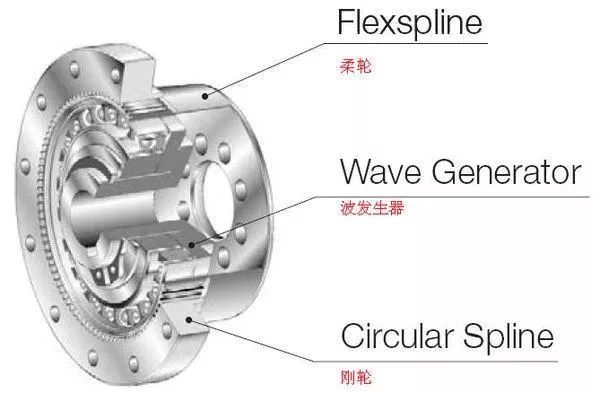 Flexspline
柔轮
Wave Generator
波发生器
Circular Spline
刚轮